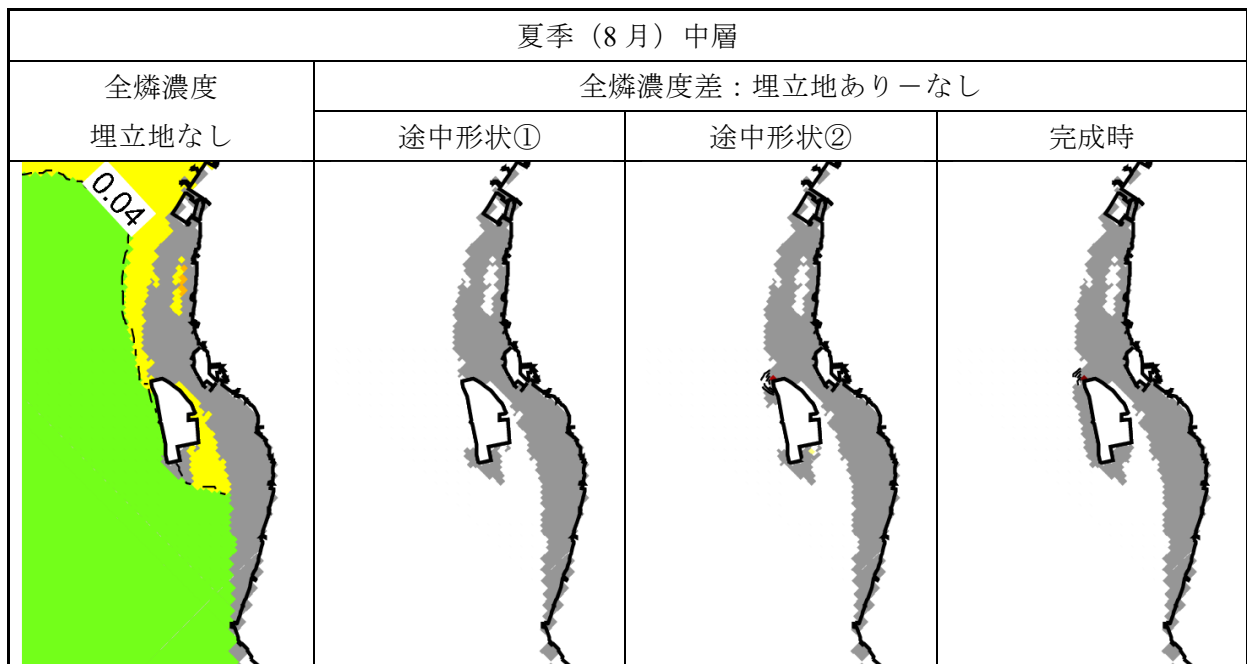 夏季（8月）中層
全燐濃度
埋立地なし
全燐濃度差：埋立地あり－なし
途中形状①
途中形状②
完成時
0.04